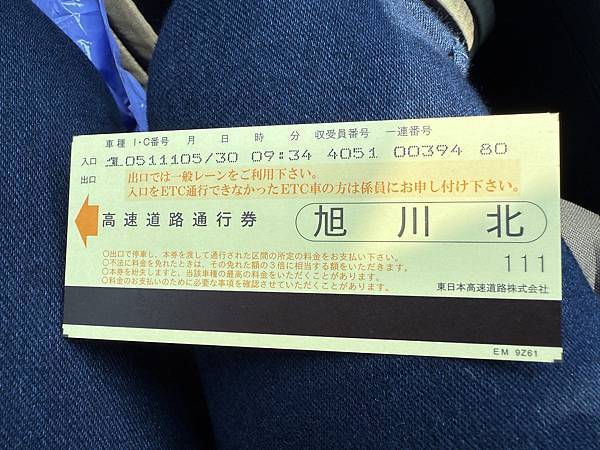 車種 I・C番号 月 日 時 分 収受員番号 一連番号
入口 0511105/30 09:34 4051 00394 80
出口
出口では一般レーンをご利用下さい。
入口をETC通行できなかったETC車の方は係員にお申し付け下さい。
高速道路通行券
旭川北
○出口で停車し、本券を渡して通行された区間の所定の料金をお支払い下さい。
○不法に料金を免れたときは、その免れた額の3倍に相当する額をいただきます。
○本券を紛失しますと、当該車種の最高の料金をいただくことがあります。
○料金のお支払いのために必要な事項を確認させていただくことがあります。
111
東日本高速道路株式会社
EM 9Z61